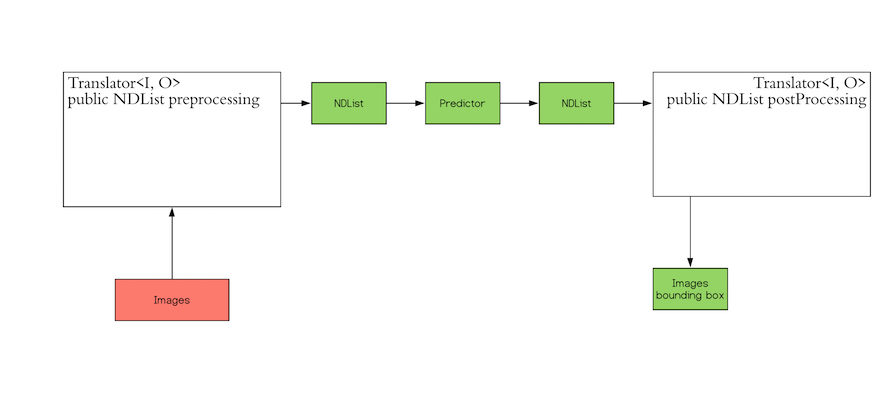 Translator<I, O>
public NDList preprocessing
NDList
Predictor
NDList
Translator<I, O>
public NDList postProcessing
Images
Images
bounding box